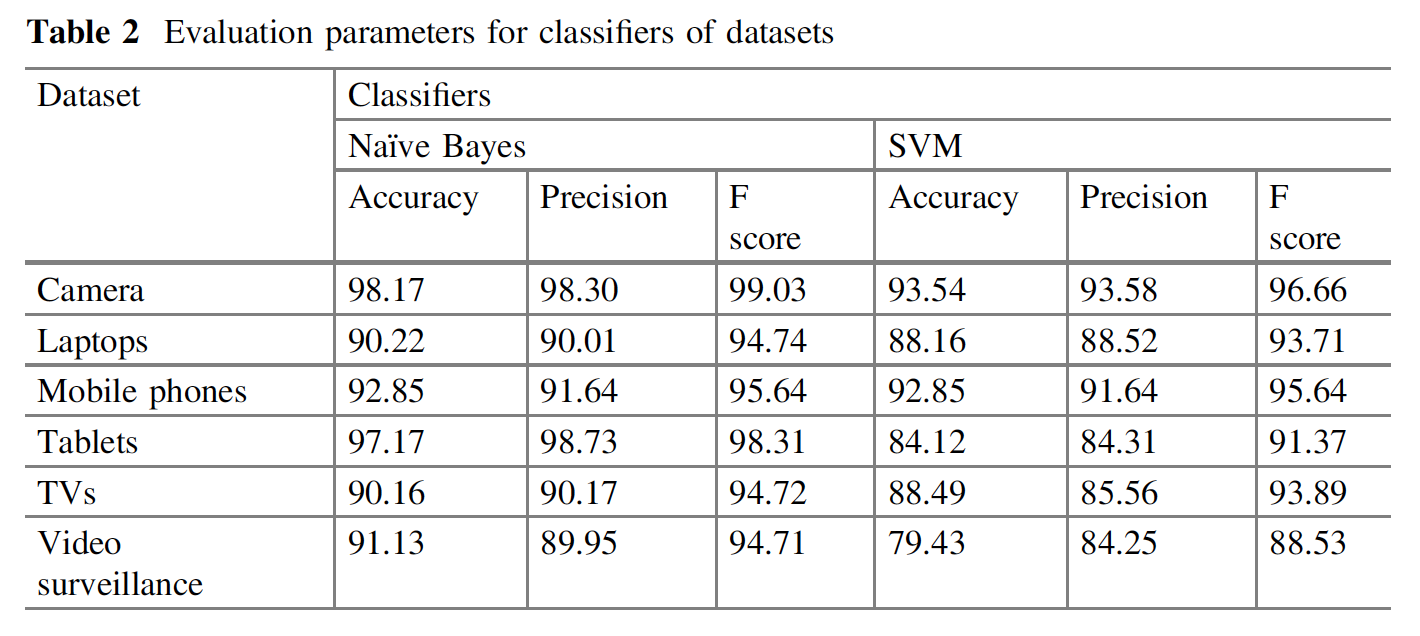 Table 2 Evaluation parameters for classifiers of datasets
Dataset Classifiers
Naïve Bayes SVM
Accuracy Precision F score Accuracy Precision F score
Camera 98.17 98.30 99.03 93.54 93.58 96.66
Laptops 90.22 90.01 94.74 88.16 88.52 93.71
Mobile phones 92.85 91.64 95.64 92.85 91.64 95.64
Tablets 97.17 98.73 98.31 84.12 84.31 91.37
TVs 90.16 90.17 94.72 88.49 85.56 93.89
Video surveillance 91.13 89.95 94.71 79.43 84.25 88.53